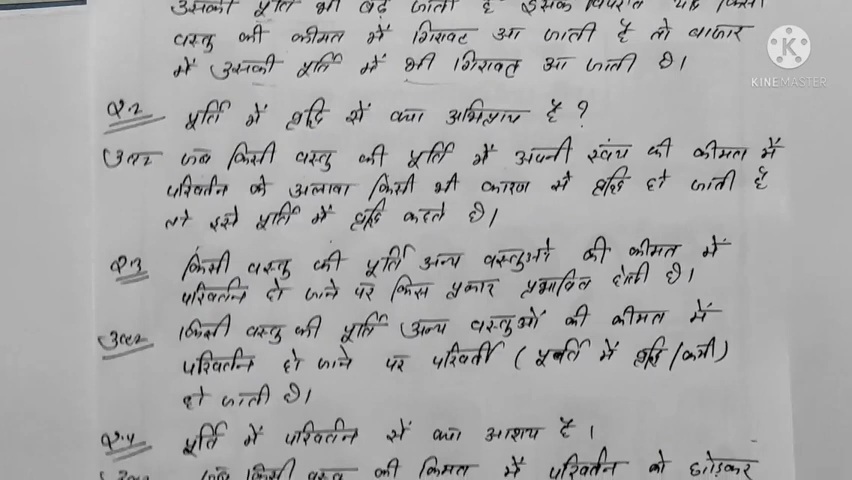 उसकी पूर्ति भी बढ़ जाती है इसके विपरीत यदि किसी
वस्तु की कीमत में गिरावट आ जाती है तो बाजार
में उसकी पूर्ति में भी गिरावट आ जाती है।
KINEMASTER
Q.2 पूर्ति में वृद्धि से क्या अभिप्राय है ?
उत्तर जब किसी वस्तु की पूर्ति में अपनी स्वंय की कीमत में
परिवर्तन के अलावा किसी भी कारण से वृद्धि हो जाती है
तो इसे पूर्ति में वृद्धि कहते है।
Q.3 किसी वस्तु की पूर्ति अन्य वस्तुओं की कीमत में
परिवर्तन हो जाने पर किस प्रकार प्रभावित होती है।
उत्तर किसी वस्तु की पूर्ति अन्य वस्तुओं की कीमत में
परिवर्तन हो जाने पर परिवर्ती ( पूर्ति में वृद्धि / कमी )
हो जाती है।
Q.4 पूर्ति में परिवर्तन से क्या आशय है ।
उत्तर जब किसी वस्तु की किमत में परिवर्तन को छोड़कर